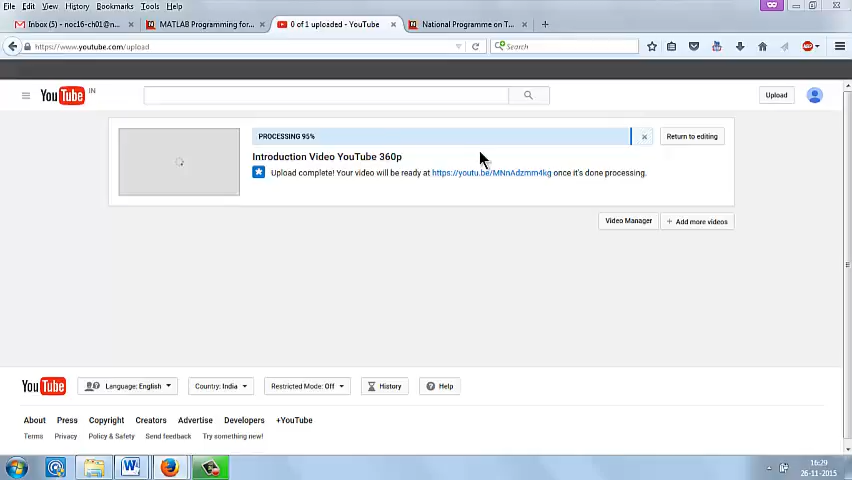 File Edit View History Bookmarks Tools Help
Inbox (5) - noc16-ch01@n...
MATLAB Programming for...
0 of 1 uploaded - YouTube
National Programme on T...
https://www.youtube.com/upload
Search
ABP
YouTube IN
Upload
PROCESSING 95%
Return to editing
Introduction Video YouTube 360p
Upload complete! Your video will be ready at https://youtu.be/MNnAdzmm4kg once it's done processing.
Video Manager
+ Add more videos
YouTube
Language: English
Country: India
Restricted Mode: Off
History
Help
About Press Copyright Creators Advertise Developers +YouTube
Terms Privacy Policy & Safety Send feedback Try something new!
16:29
26-11-2015